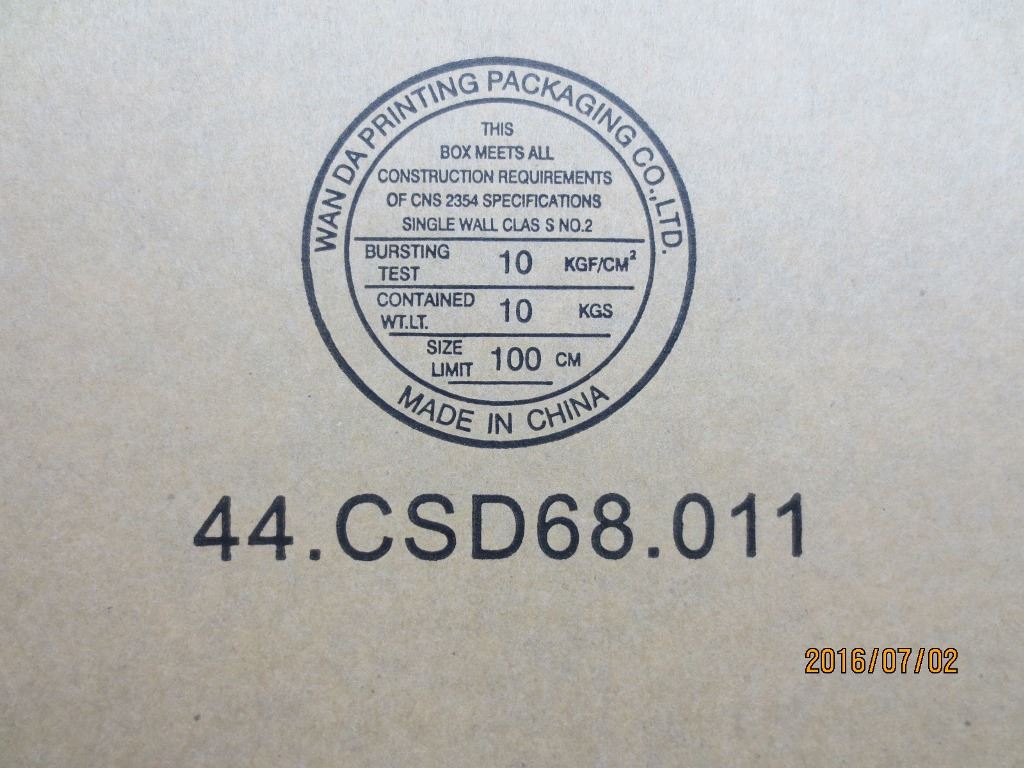 WAN DA PRINTING PACKAGING CO.,LTD.
THIS
BOX MEETS ALL
CONSTRUCTION REQUIREMENTS
OF CNS 2354 SPECIFICATIONS
SINGLE WALL CLAS S NO.2
BURSTING TEST 10 KGF/CM²
CONTAINED WT.LT. 10 KGS
SIZE LIMIT 100 CM
MADE IN CHINA
44.CSD68.011
2016/07/02